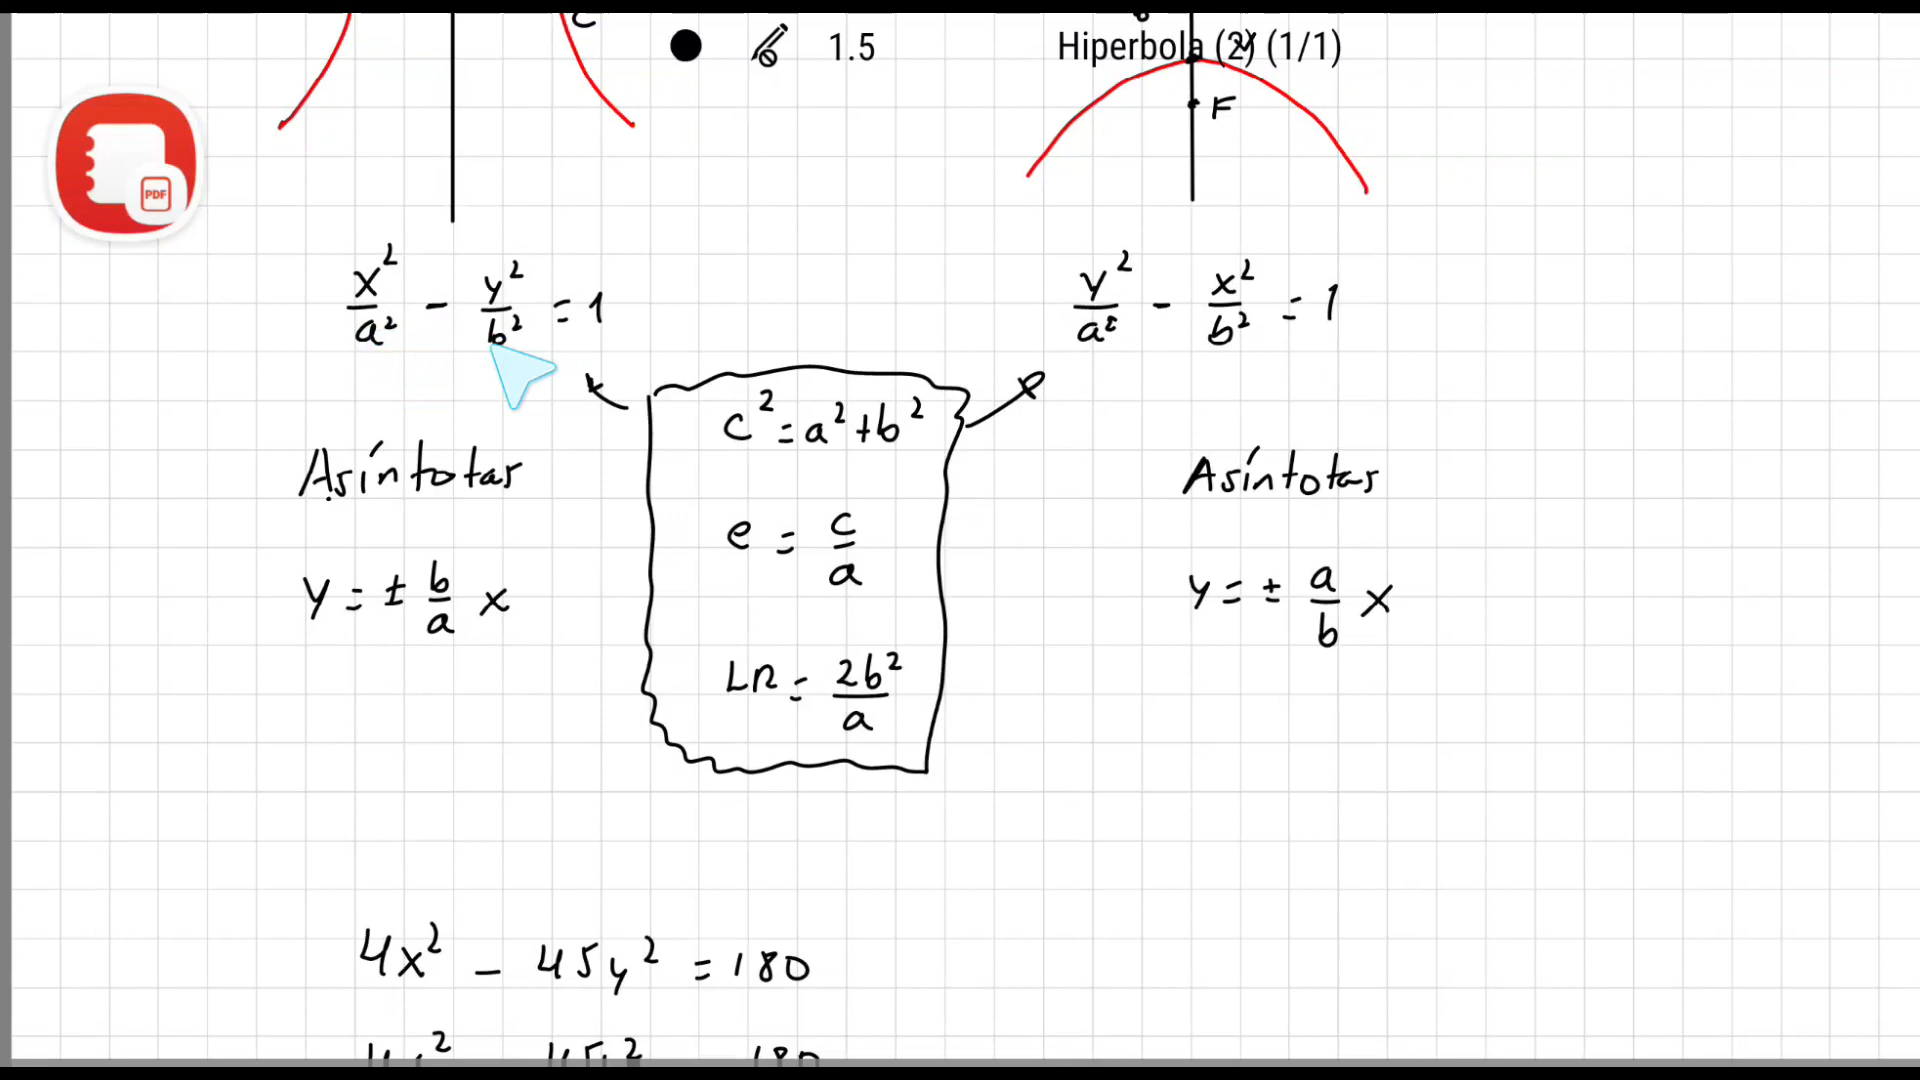 C
1.5
Hiperbola (2) (1/1)
F
PDF
x²/a² - y²/b² = 1
y²/a² - x²/b² = 1
c² = a² + b²
Asíntotas
Asíntotas
e = c/a
y = ± b/a x
y = ± a/b x
LR = 2b²/a
4x² - 45y² = 180